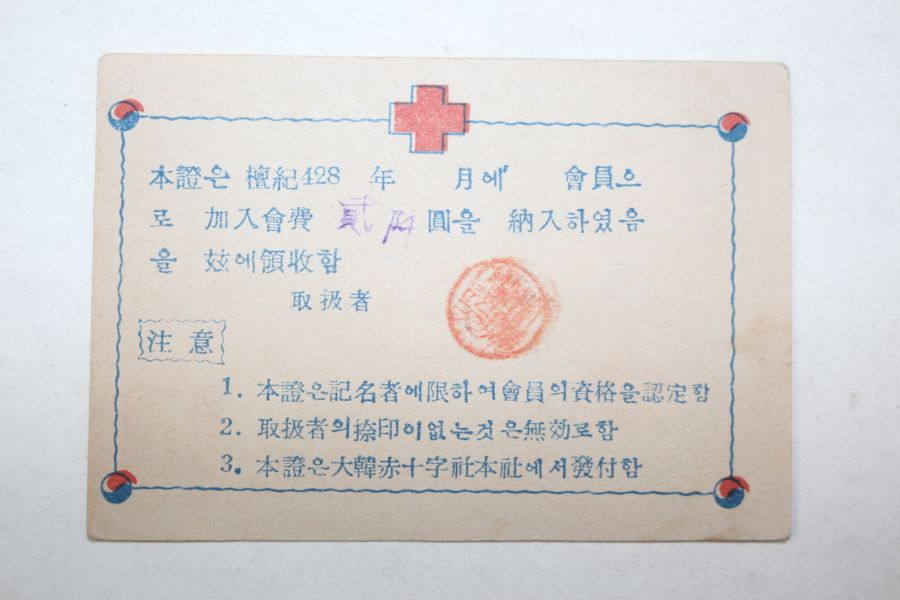 本證은 檀紀428 年 月에 會員으
로 加入會費 貳 圓을 納入하였음
을 玆에領收함
取扱者
注意
1. 本證은記名者에限하여會員의資格을認定함
2. 取扱者의捺印이없는것은無効로함
3. 本證은大韓赤十字社本社에서發付함